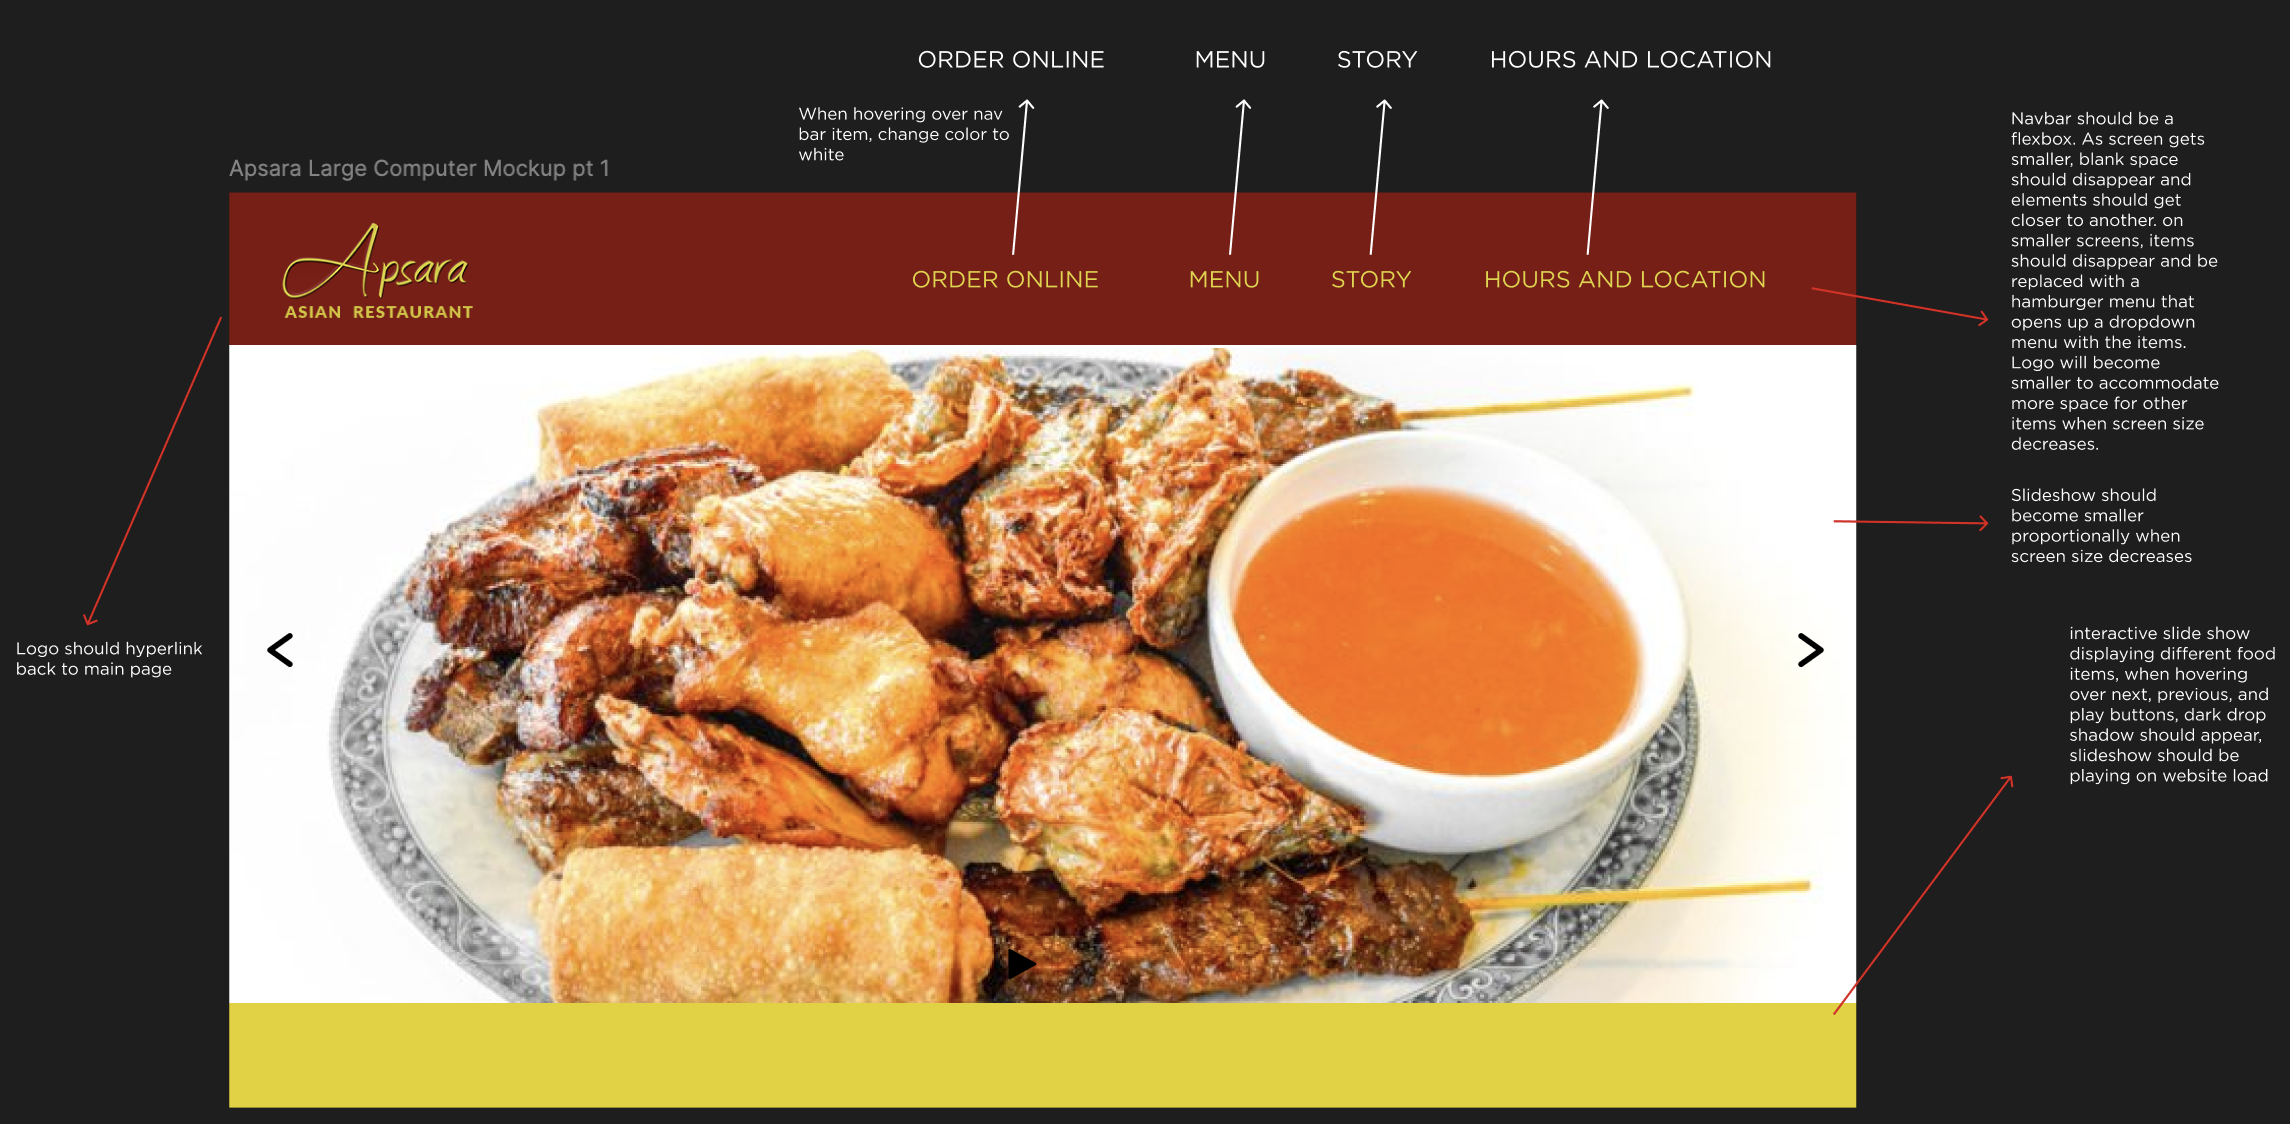 ORDER ONLINE MENU STORY HOURS AND LOCATION
When hovering over nav
bar item, change color to
white
Apsara Large Computer Mockup pt 1
Apsara
ASIAN RESTAURANT
ORDER ONLINE MENU STORY HOURS AND LOCATION
Navbar should be a
flexbox. As screen gets
smaller, blank space
should disappear and
elements should get
closer to another. on
smaller screens, items
should disappear and be
replaced with a
hamburger menu that
opens up a dropdown
menu with the items.
Logo will become
smaller to accommodate
more space for other
items when screen size
decreases.
Slideshow should
become smaller
proportionally when
screen size decreases
Logo should hyperlink
back to main page
interactive slide show
displaying different food
items, when hovering
over next, previous, and
play buttons, dark drop
shadow should appear,
slideshow should be
playing on website load